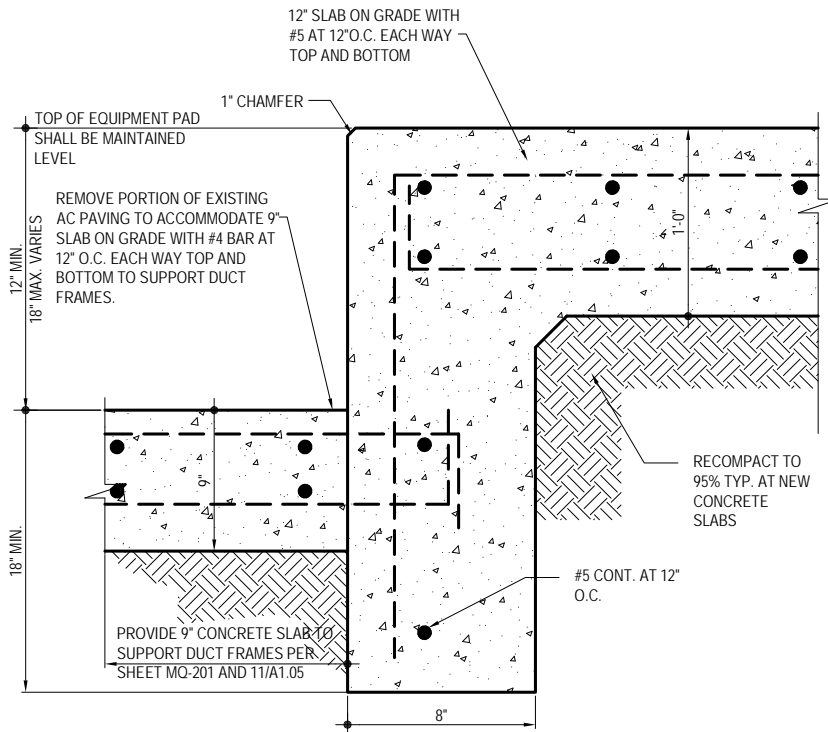 12" SLAB ON GRADE WITH
#5 AT 12"O.C. EACH WAY
TOP AND BOTTOM
1" CHAMFER
TOP OF EQUIPMENT PAD
SHALL BE MAINTAINED
LEVEL
REMOVE PORTION OF EXISTING
AC PAVING TO ACCOMMODATE 9"
SLAB ON GRADE WITH #4 BAR AT
12" O.C. EACH WAY TOP AND
BOTTOM TO SUPPORT DUCT
FRAMES.
12" MIN.
18" MAX. VARIES
1'-0"
9"
18" MIN.
RECOMPACT TO
95% TYP. AT NEW
CONCRETE
SLABS
#5 CONT. AT 12"
O.C.
PROVIDE 9" CONCRETE SLAB TO
SUPPORT DUCT FRAMES PER
SHEET MQ-201 AND 11/A1.05
8"